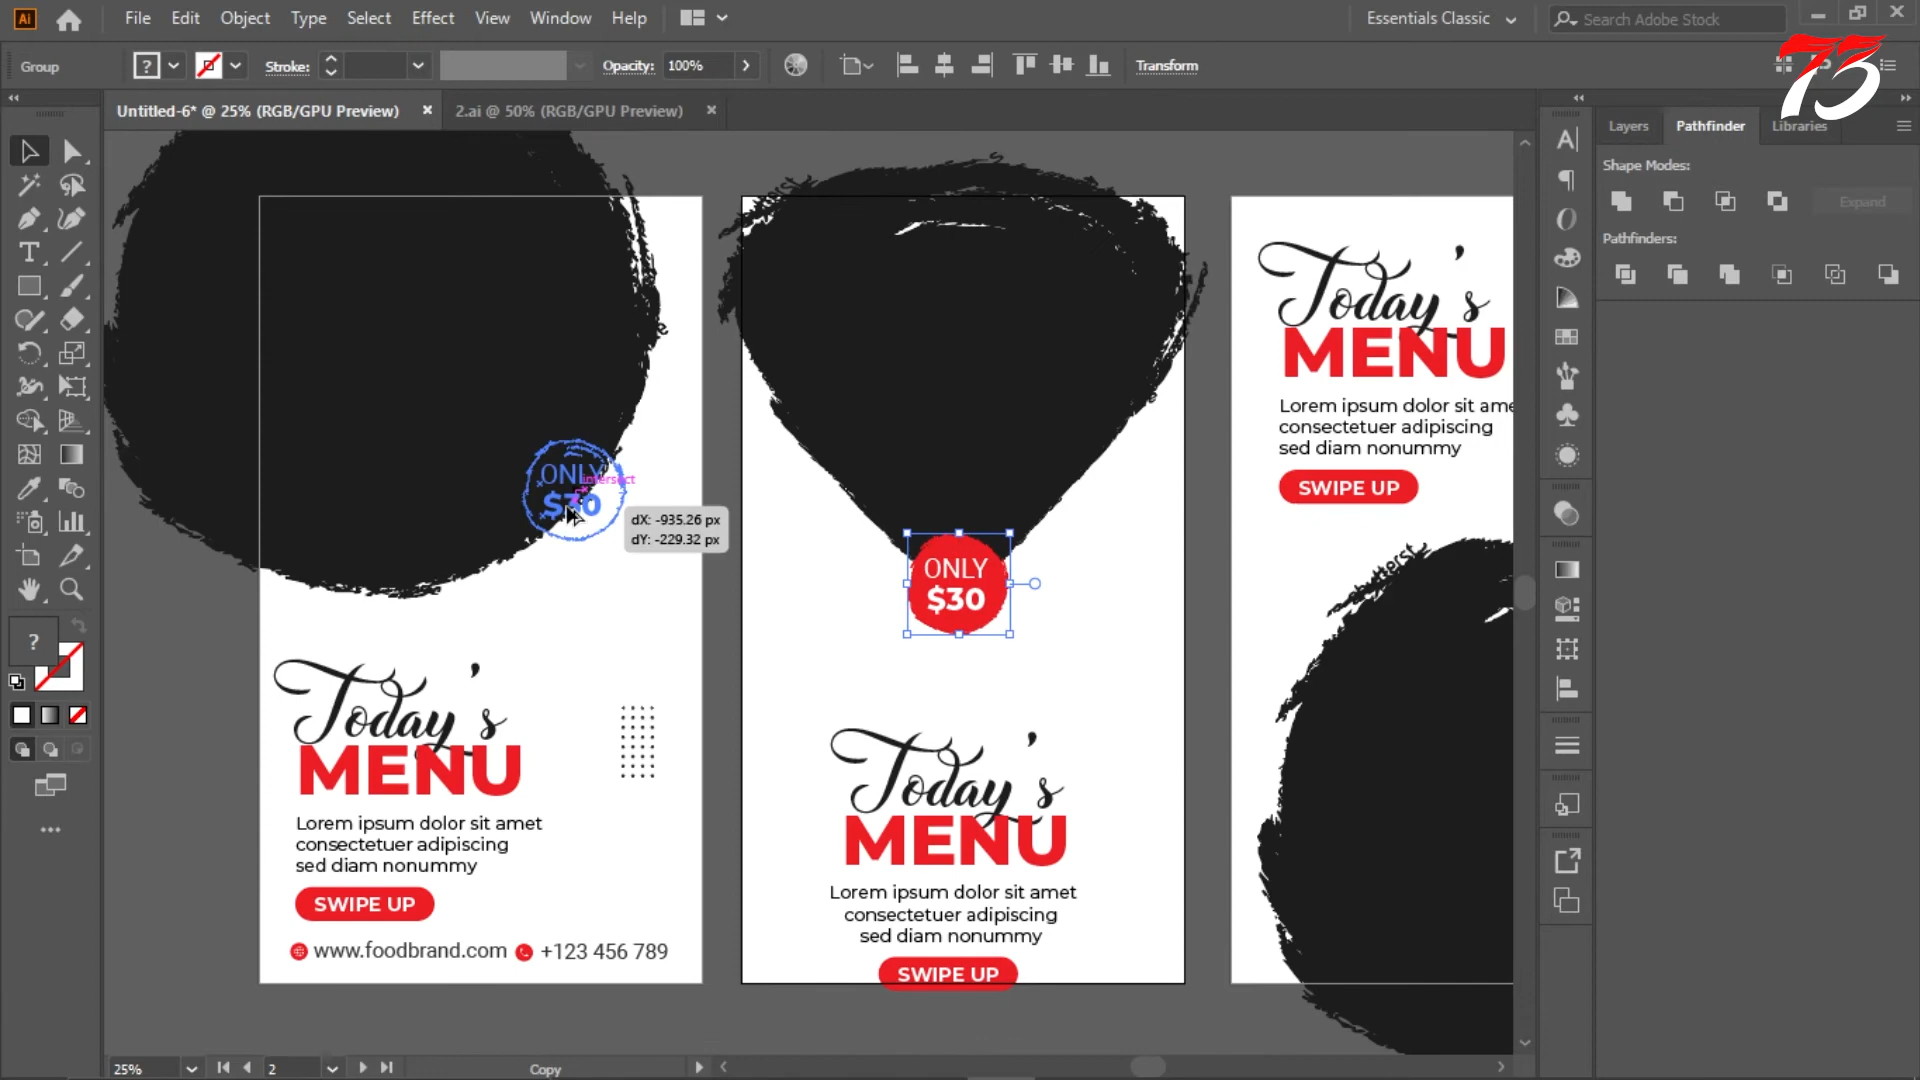 Ai File Edit Object Type Select Effect View Window Help Essentials Classic Search Adobe Stock
Group ? Stroke: Opacity: 100% Transform
73
Untitled-6* @ 25% (RGB/GPU Preview) 2.ai @ 50% (RGB/GPU Preview)
Layers Pathfinder Libraries
Shape Modes:
Expand
Pathfinders:
ONLY
$30
intersect
dX: -935.26 px
dY: -229.32 px
Today's
MENU
Lorem ipsum dolor sit amet
consectetuer adipiscing
sed diam nonummy
SWIPE UP
www.foodbrand.com +123 456 789
ONLY
$30
Today's
MENU
Lorem ipsum dolor sit amet
consectetuer adipiscing
sed diam nonummy
SWIPE UP
Today's
MENU
Lorem ipsum dolor sit ame
consectetuer adipiscing
sed diam nonummy
SWIPE UP
?
25% 2 Copy